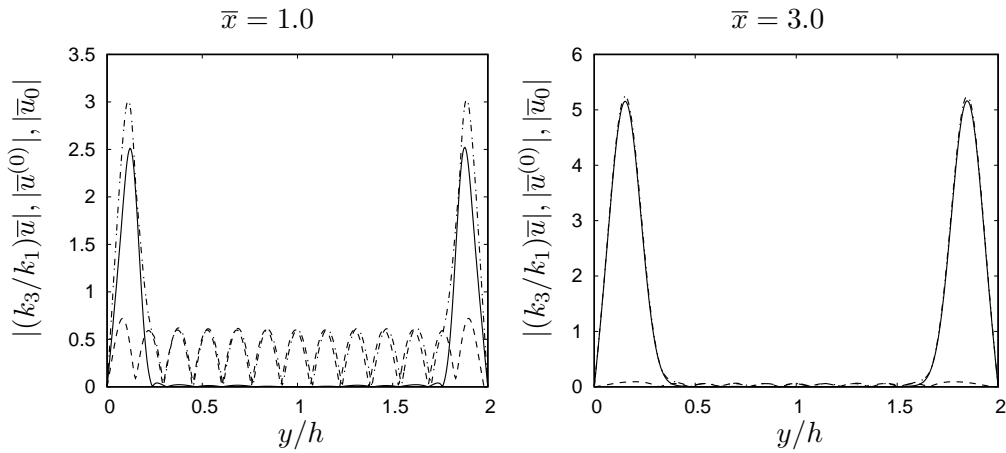 x̅ = 1.0
|(k₃/k₁)u̅|, |u̅⁽⁰⁾|, |u̅₀|
3.5
3
2.5
2
1.5
1
0.5
0
0 0.5 1 1.5 2
y/h
x̅ = 3.0
|(k₃/k₁)u̅|, |u̅⁽⁰⁾|, |u̅₀|
6
5
4
3
2
1
0
0 0.5 1 1.5 2
y/h